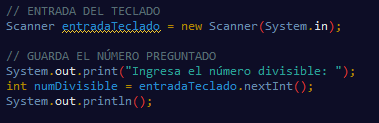 // ENTRADA DEL TECLADO
Scanner entradaTeclado = new Scanner(System.in);
// GUARDA EL NÚMERO PREGUNTADO
System.out.print("Ingresa el número divisible: ");
int numDivisible = entradaTeclado.nextInt();
System.out.println();